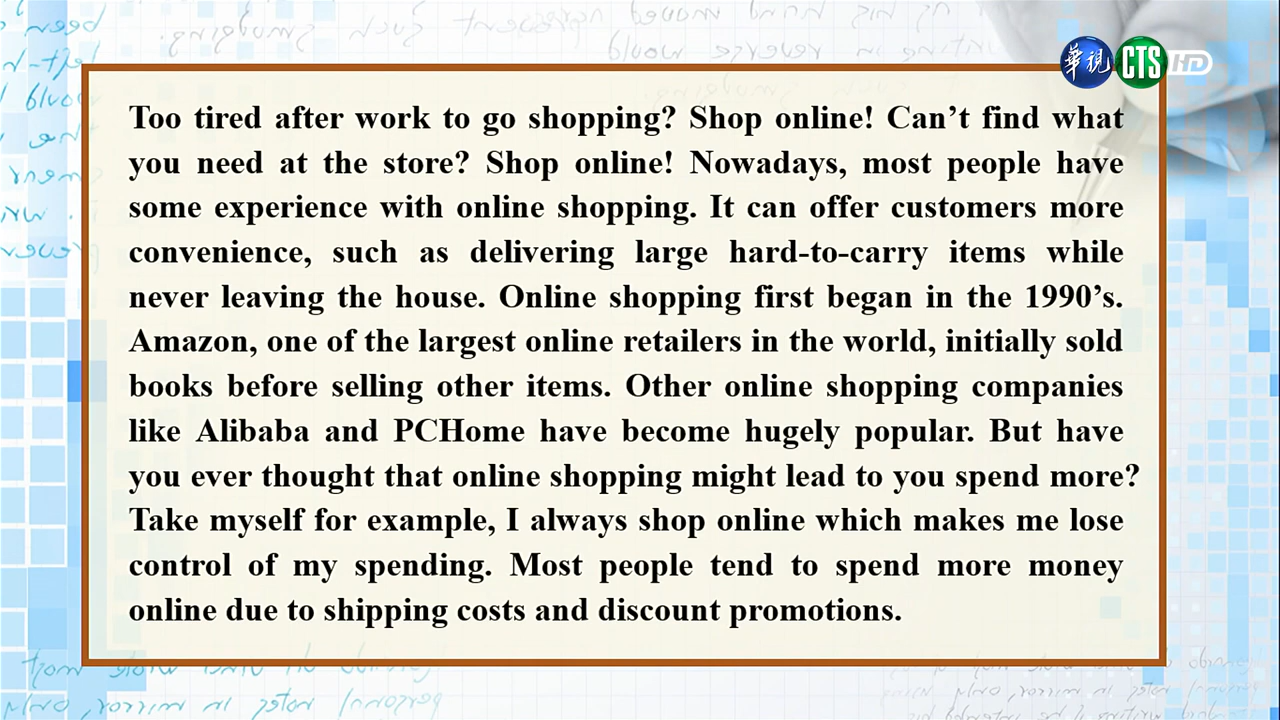 華視 CTS HD
Too tired after work to go shopping? Shop online! Can’t find what
you need at the store? Shop online! Nowadays, most people have
some experience with online shopping. It can offer customers more
convenience, such as delivering large hard-to-carry items while
never leaving the house. Online shopping first began in the 1990’s.
Amazon, one of the largest online retailers in the world, initially sold
books before selling other items. Other online shopping companies
like Alibaba and PCHome have become hugely popular. But have
you ever thought that online shopping might lead to you spend more?
Take myself for example, I always shop online which makes me lose
control of my spending. Most people tend to spend more money
online due to shipping costs and discount promotions.